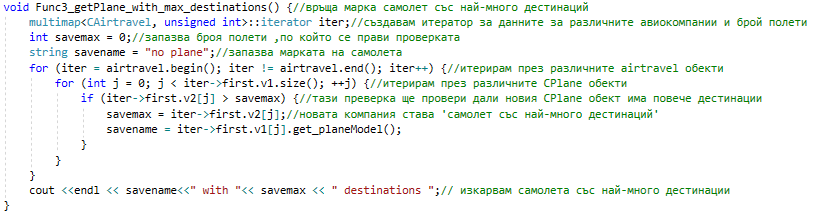 void Func3_getPlane_with_max_destinations() {//връща марка самолет със най-много дестинаций
multimap<CAirtravel, unsigned int>::iterator iter;//създавам итератор за данните за различните авиокомпании и брой полети
int savemax = 0;//запазва броя полети ,по който се прави проверката
string savename = "no plane";//запазва марката на самолета
for (iter = airtravel.begin(); iter != airtravel.end(); iter++) {//итерирам през различните airtravel обекти
for (int j = 0; j < iter->first.v1.size(); ++j) {//итерирам през различните CPlane обекти
if (iter->first.v2[j] > savemax) {//тази преверка ще провери дали новия CPlane обект има повече дестинации
savemax = iter->first.v2[j];//новата компания става 'самолет със най-много дестинаций'
savename = iter->first.v1[j].get_planeModel();
}
}
}
cout <<endl << savename<<" with "<< savemax << " destinations ";// изкарвам самолета със най-много дестинации
}